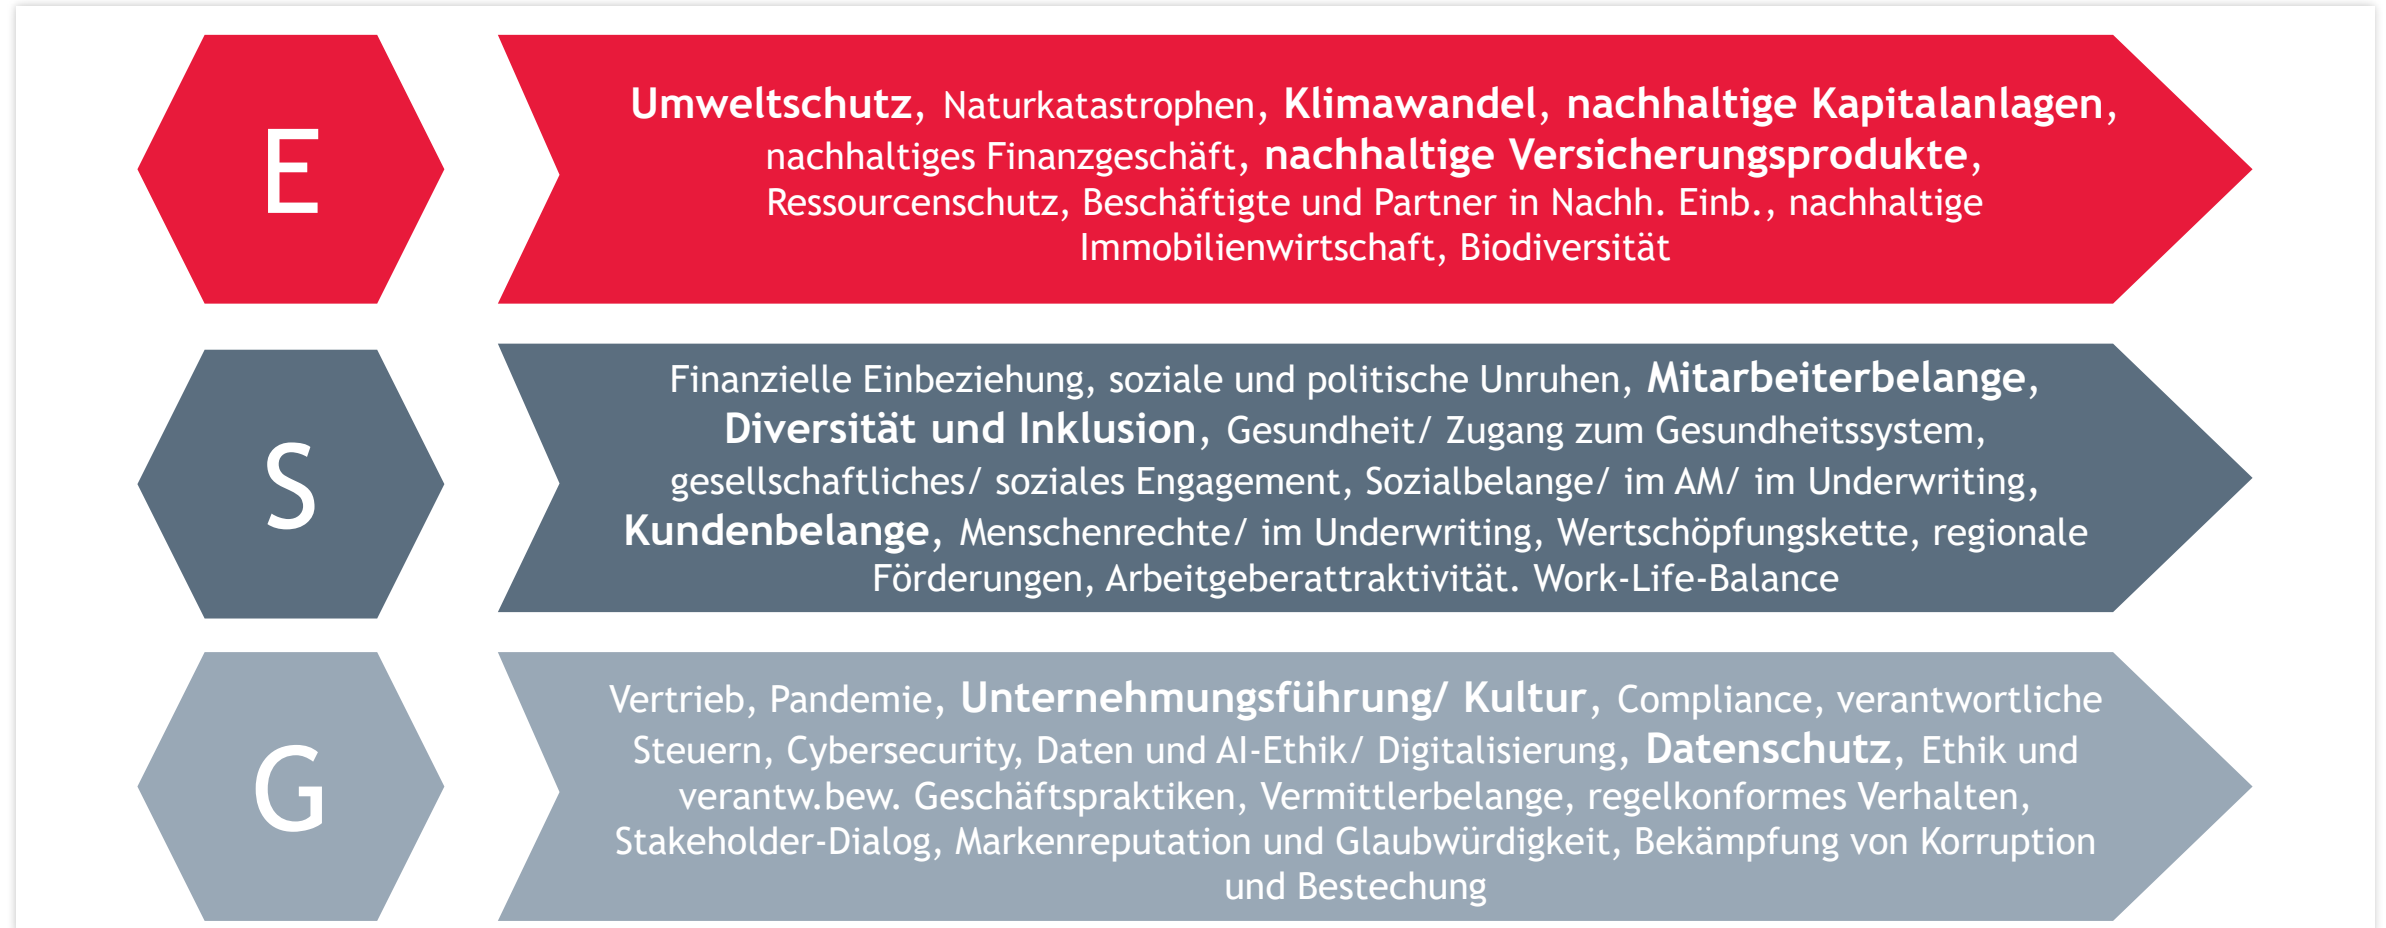 E
Umweltschutz, Naturkatastrophen, Klimawandel, nachhaltige Kapitalanlagen,
nachhaltiges Finanzgeschäft, nachhaltige Versicherungsprodukte,
Ressourcenschutz, Beschäftigte und Partner in Nachh. Einb., nachhaltige
Immobilienwirtschaft, Biodiversität
S
Finanzielle Einbeziehung, soziale und politische Unruhen, Mitarbeiterbelange,
Diversität und Inklusion, Gesundheit/ Zugang zum Gesundheitssystem,
gesellschaftliches/ soziales Engagement, Sozialbelange/ im AM/ im Underwriting,
Kundenbelange, Menschenrechte/ im Underwriting, Wertschöpfungskette, regionale
Förderungen, Arbeitgeberattraktivität. Work-Life-Balance
G
Vertrieb, Pandemie, Unternehmungsführung/ Kultur, Compliance, verantwortliche
Steuern, Cybersecurity, Daten und AI-Ethik/ Digitalisierung, Datenschutz, Ethik und
verantw.bew. Geschäftspraktiken, Vermittlerbelange, regelkonformes Verhalten,
Stakeholder-Dialog, Markenreputation und Glaubwürdigkeit, Bekämpfung von Korruption
und Bestechung